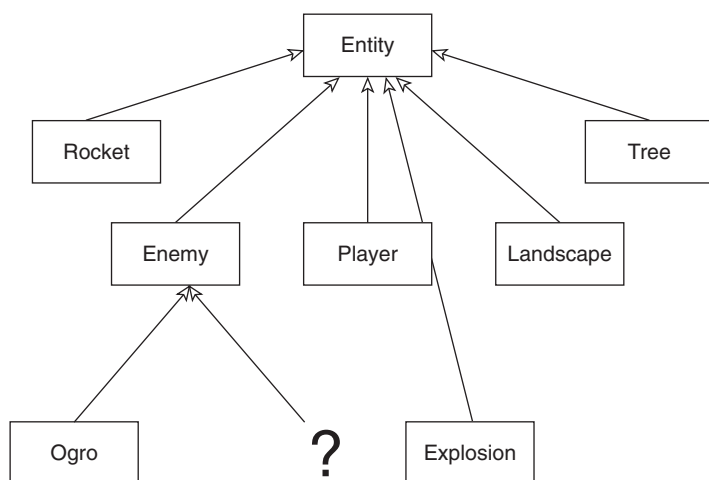 Entity
Rocket
Tree
Enemy
Player
Landscape
Ogro
?
Explosion